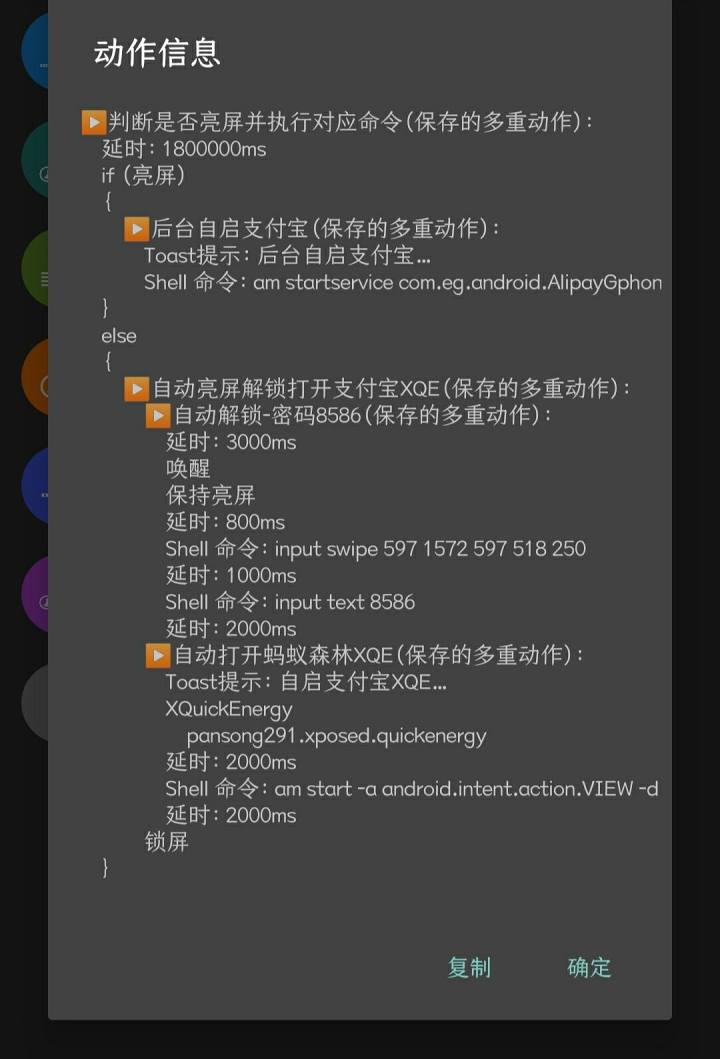 动作信息
判断是否亮屏并执行对应命令(保存的多重动作):
延时: 1800000ms
if (亮屏)
{
后台自启支付宝(保存的多重动作):
Toast提示: 后台自启支付宝...
Shell 命令: am startservice com.eg.android.AlipayGphon
}
else
{
自动亮屏解锁打开支付宝XQE(保存的多重动作):
自动解锁-密码8586(保存的多重动作):
延时: 3000ms
唤醒
保持亮屏
延时: 800ms
Shell 命令: input swipe 597 1572 597 518 250
延时: 1000ms
Shell 命令: input text 8586
延时: 2000ms
自动打开蚂蚁森林XQE(保存的多重动作):
Toast提示: 自启支付宝XQE...
XQuickEnergy
pansong291.xposed.quickenergy
延时: 2000ms
Shell 命令: am start -a android.intent.action.VIEW -d
延时: 2000ms
锁屏
}
复制 确定